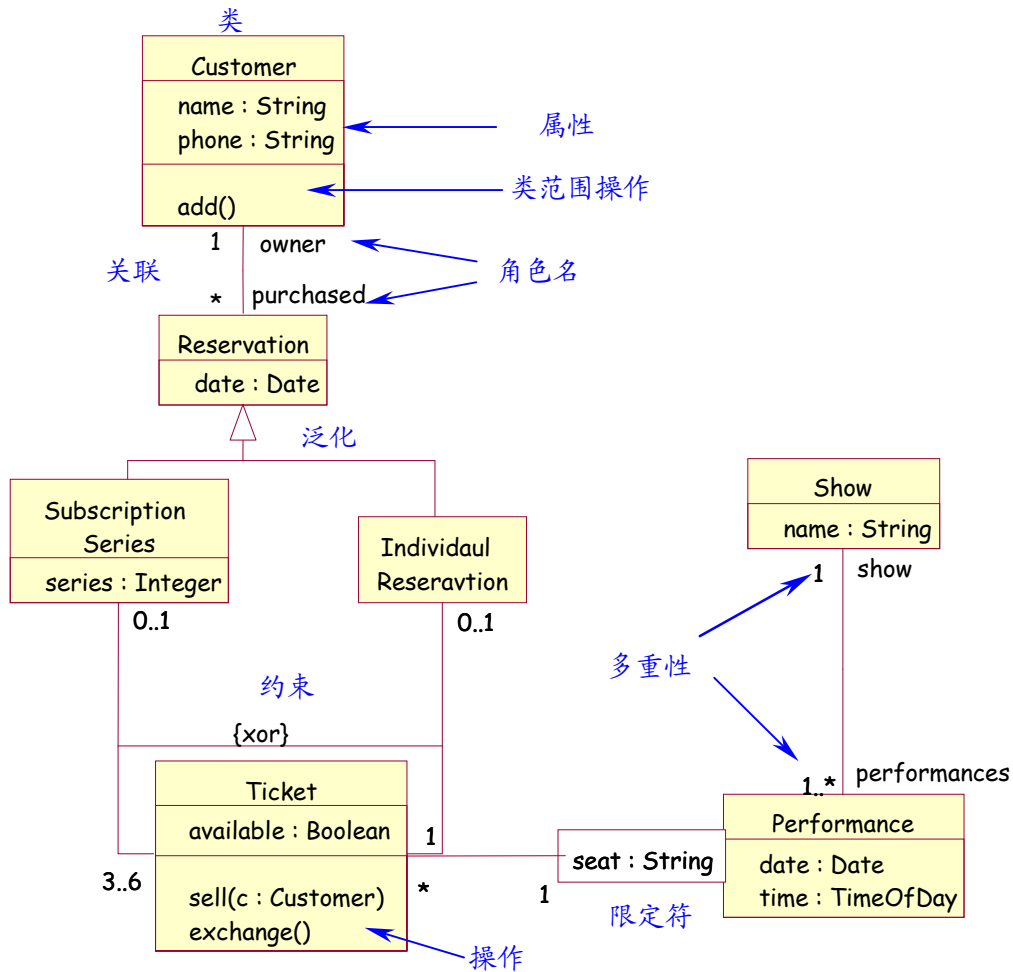 类
Customer
name : String
phone : String
属性
add()
类范围操作
1
owner
关联
角色名
*
purchased
Reservation
date : Date
泛化
Subscription
Series
series : Integer
Individaul
Reseravtion
Show
name : String
0..1
0..1
1
show
多重性
约束
{xor}
1..*
performances
Ticket
available : Boolean
1
sell(c : Customer)
exchange()
3..6
*
1
seat : String
Performance
date : Date
time : TimeOfDay
限定符
操作